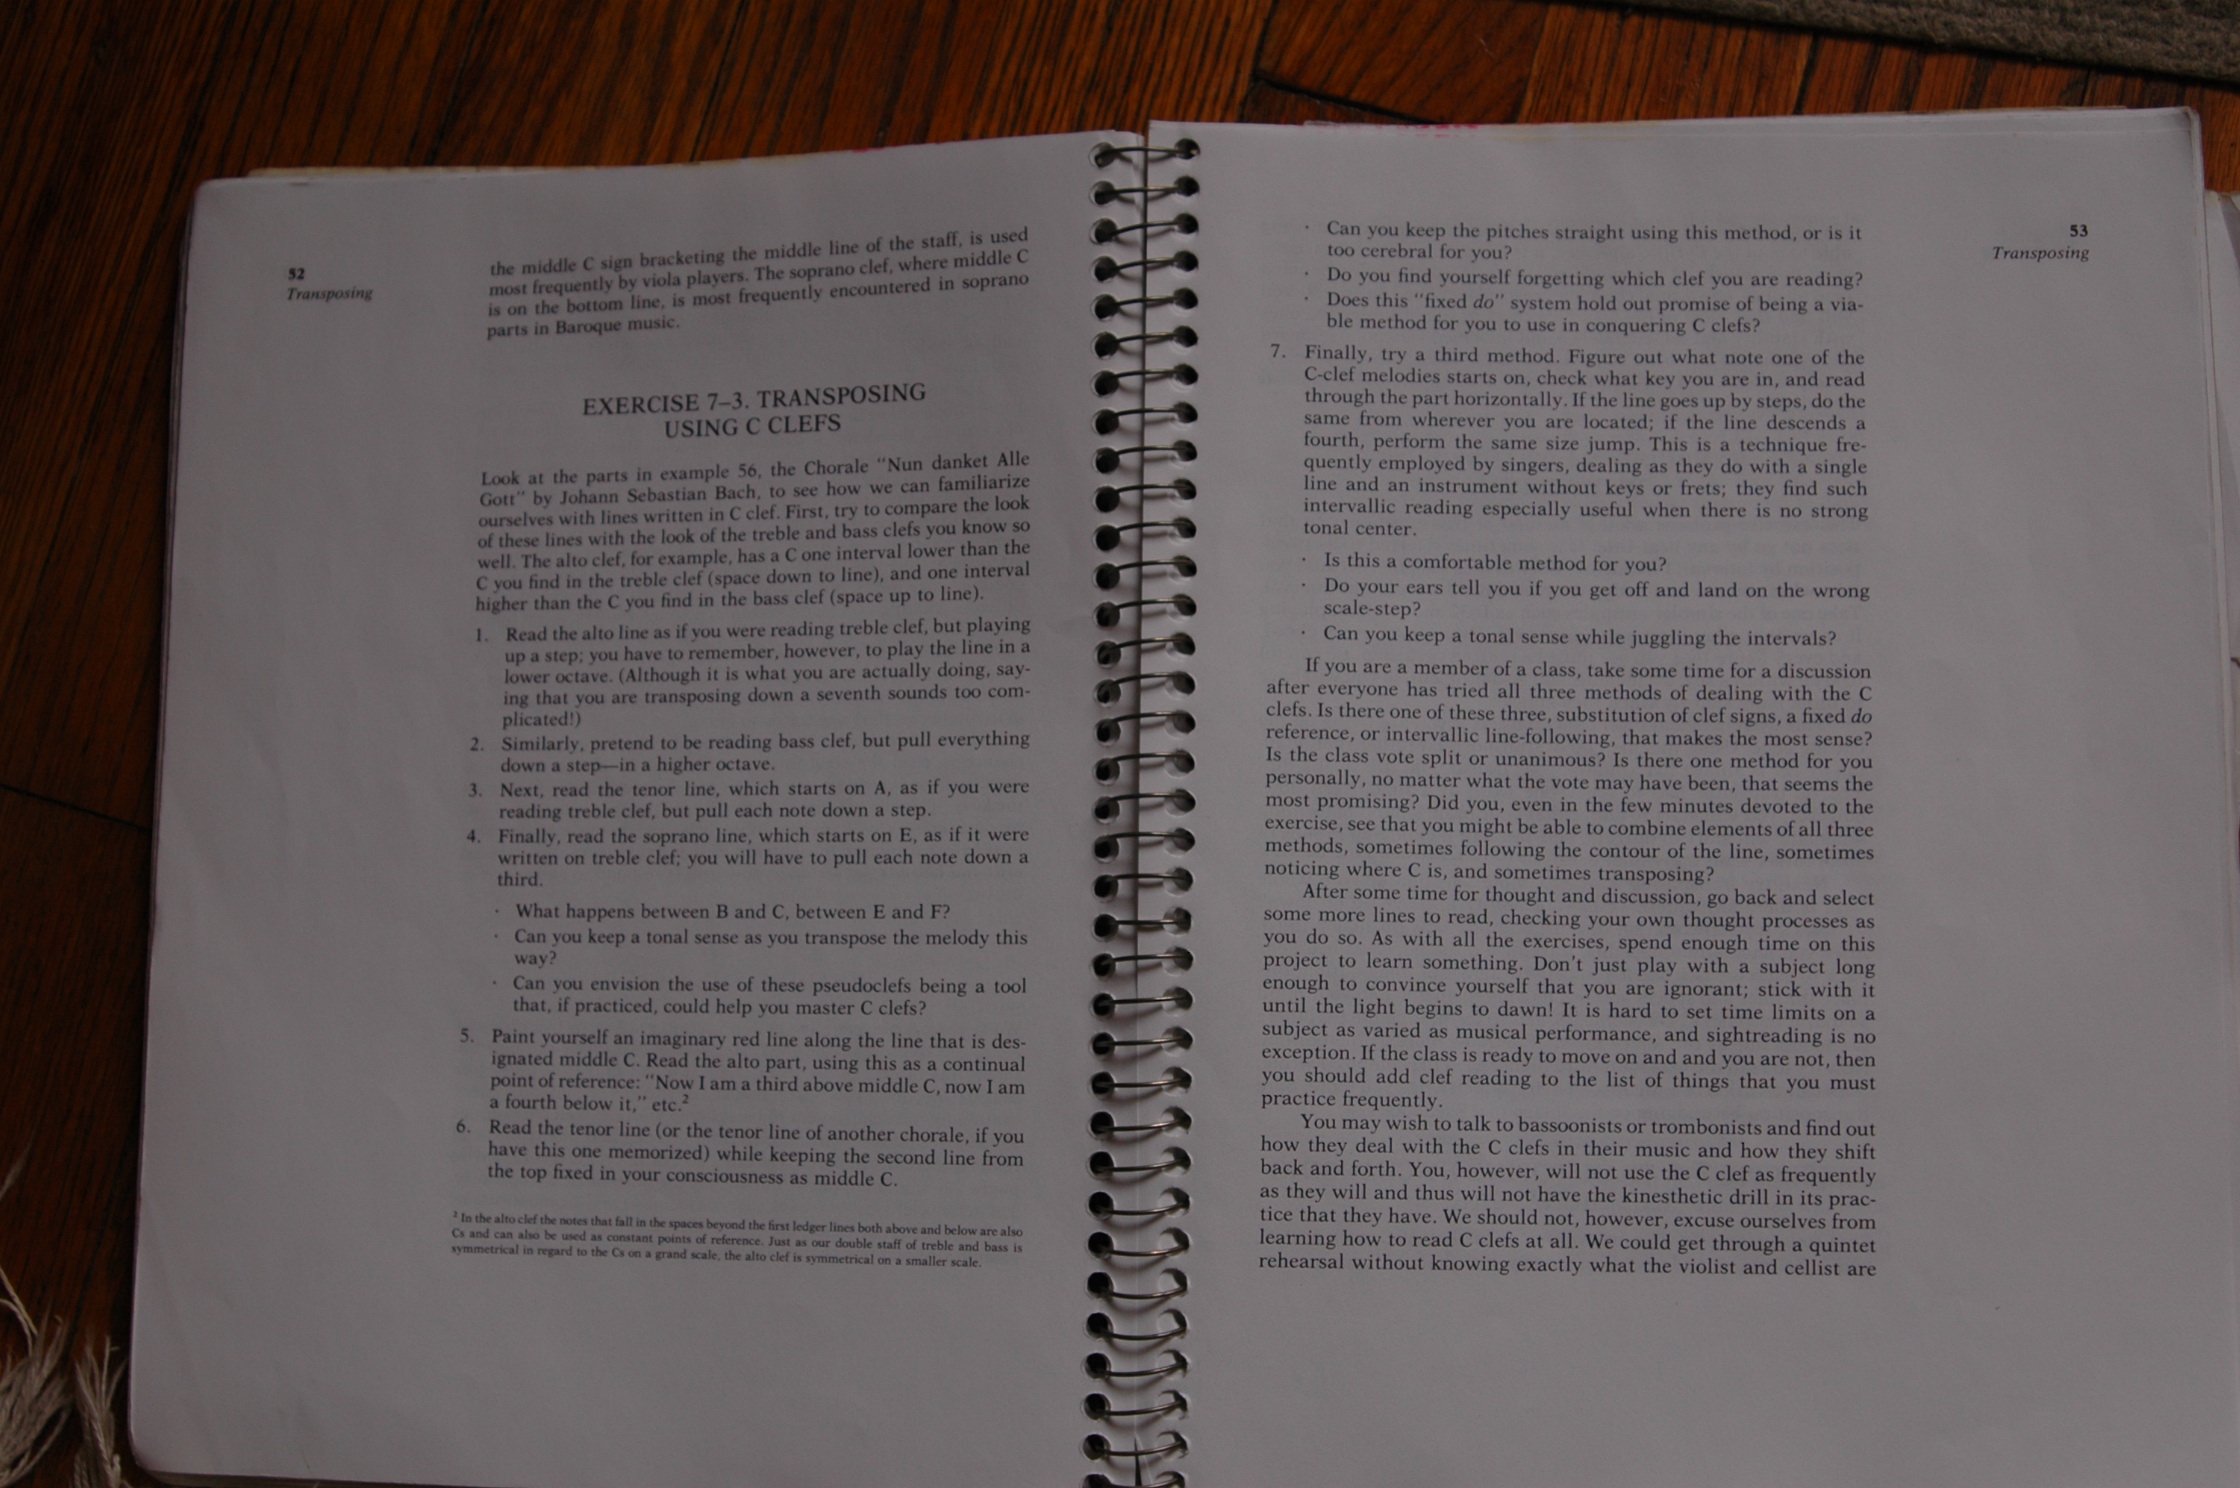 52
Transposing
the middle C sign bracketing the middle line of the staff, is used
most frequently by viola players. The soprano clef, where middle C
is on the bottom line, is most frequently encountered in soprano
parts in Baroque music.
EXERCISE 7–3. TRANSPOSING
USING C CLEFS
Look at the parts in example 56, the Chorale "Nun danket Alle
Gott" by Johann Sebastian Bach, to see how we can familiarize
ourselves with lines written in C clef. First, try to compare the look
of these lines with the look of the treble and bass clefs you know so
well. The alto clef, for example, has a C one interval lower than the
C you find in the treble clef (space down to line), and one interval
higher than the C you find in the bass clef (space up to line).
1. Read the alto line as if you were reading treble clef, but playing
up a step; you have to remember, however, to play the line in a
lower octave. (Although it is what you are actually doing, say-
ing that you are transposing down a seventh sounds too com-
plicated!)
2. Similarly, pretend to be reading bass clef, but pull everything
down a step—in a higher octave.
3. Next, read the tenor line, which starts on A, as if you were
reading treble clef, but pull each note down a step.
4. Finally, read the soprano line, which starts on E, as if it were
written on treble clef; you will have to pull each note down a
third.
· What happens between B and C, between E and F?
· Can you keep a tonal sense as you transpose the melody this
way?
· Can you envision the use of these pseudoclefs being a tool
that, if practiced, could help you master C clefs?
5. Paint yourself an imaginary red line along the line that is des-
ignated middle C. Read the alto part, using this as a continual
point of reference: "Now I am a third above middle C, now I am
a fourth below it," etc.²
6. Read the tenor line (or the tenor line of another chorale, if you
have this one memorized) while keeping the second line from
the top fixed in your consciousness as middle C.
² In the alto clef the notes that fall in the spaces beyond the first ledger lines both above and below are also
Cs and can also be used as constant points of reference. Just as our double staff of treble and bass is
symmetrical in regard to the Cs on a grand scale, the alto clef is symmetrical on a smaller scale.
53
Transposing
· Can you keep the pitches straight using this method, or is it
too cerebral for you?
· Do you find yourself forgetting which clef you are reading?
· Does this "fixed do" system hold out promise of being a via-
ble method for you to use in conquering C clefs?
7. Finally, try a third method. Figure out what note one of the
C-clef melodies starts on, check what key you are in, and read
through the part horizontally. If the line goes up by steps, do the
same from wherever you are located; if the line descends a
fourth, perform the same size jump. This is a technique fre-
quently employed by singers, dealing as they do with a single
line and an instrument without keys or frets; they find such
intervallic reading especially useful when there is no strong
tonal center.
· Is this a comfortable method for you?
· Do your ears tell you if you get off and land on the wrong
scale-step?
· Can you keep a tonal sense while juggling the intervals?
If you are a member of a class, take some time for a discussion
after everyone has tried all three methods of dealing with the C
clefs. Is there one of these three, substitution of clef signs, a fixed do
reference, or intervallic line-following, that makes the most sense?
Is the class vote split or unanimous? Is there one method for you
personally, no matter what the vote may have been, that seems the
most promising? Did you, even in the few minutes devoted to the
exercise, see that you might be able to combine elements of all three
methods, sometimes following the contour of the line, sometimes
noticing where C is, and sometimes transposing?
After some time for thought and discussion, go back and select
some more lines to read, checking your own thought processes as
you do so. As with all the exercises, spend enough time on this
project to learn something. Don't just play with a subject long
enough to convince yourself that you are ignorant; stick with it
until the light begins to dawn! It is hard to set time limits on a
subject as varied as musical performance, and sightreading is no
exception. If the class is ready to move on and you are not, then
you should add clef reading to the list of things that you must
practice frequently.
You may wish to talk to bassoonists or trombonists and find out
how they deal with the C clefs in their music and how they shift
back and forth. You, however, will not use the C clef as frequently
as they will and thus will not have the kinesthetic drill in its prac-
tice that they have. We should not, however, excuse ourselves from
learning how to read C clefs at all. We could get through a quintet
rehearsal without knowing exactly what the violist and cellist are